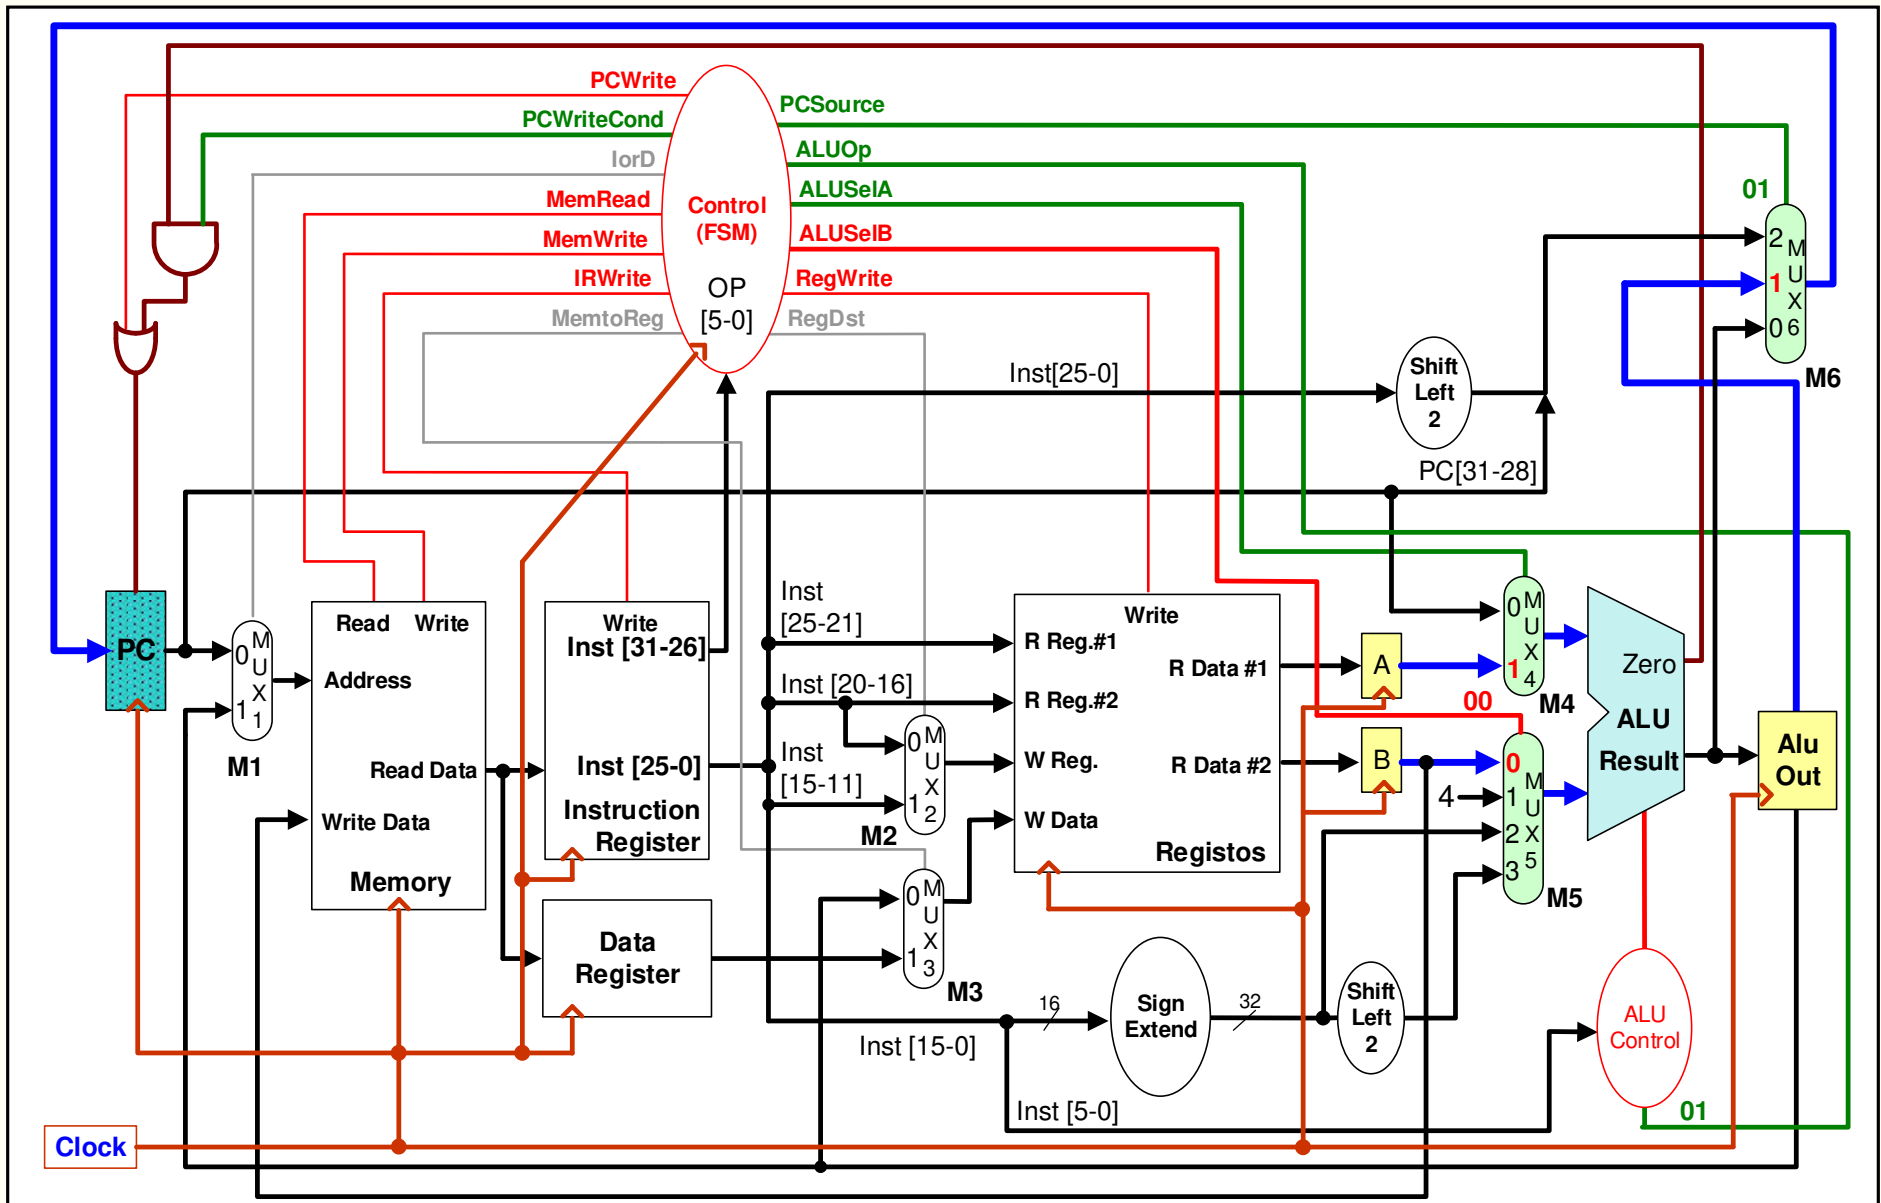 PCWrite
PCSource
PCWriteCond
ALUOp
IorD
ALUSelA
MemRead
Control
(FSM)
01
ALUSelB
MemWrite
RegWrite
IRWrite
OP
[5-0]
MemtoReg
RegDst
2
1
0
M
U
X
6
M6
Inst[25-0]
Shift
Left
2
PC[31-28]
PC
0
1
M
U
X
1
M1
Read Write
Address
Read Data
Write Data
Memory
Write
Inst [31-26]
Inst [25-0]
Instruction
Register
Data
Register
Inst
[25-21]
Inst [20-16]
Inst
[15-11]
0
1
M
U
X
2
M2
0
1
M
U
X
3
M3
Write
R Reg.#1
R Data #1
R Reg.#2
W Reg.
R Data #2
W Data
Registos
A
B
00
0
1
M
U
X
4
M4
0
4
1
2
3
M
U
X
5
M5
Zero
ALU
Result
Alu
Out
Inst [15-0]
16
Sign
Extend
32
Shift
Left
2
ALU
Control
Inst [5-0]
01
Clock